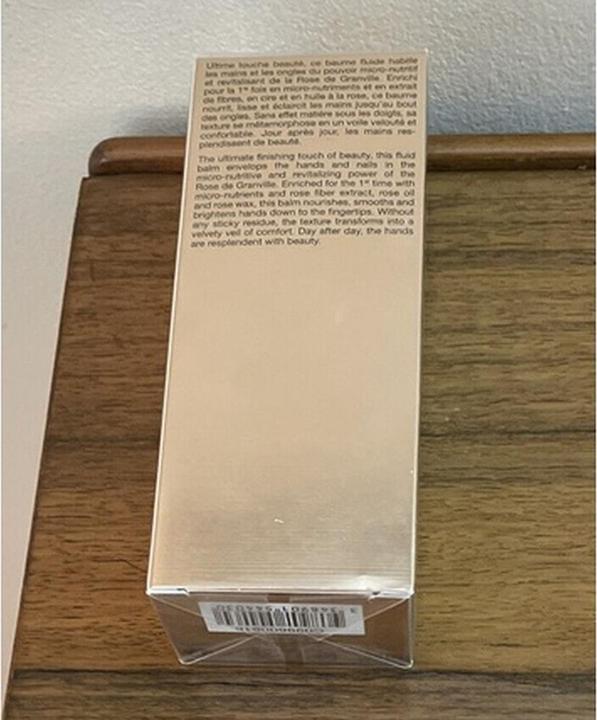 Ultime touche beauté, ce baume fluide habille
les mains et les ongles du pouvoir micro-nutritif
et revitalisant de la Rose de Granville. Enrichi
pour la 1re fois en micro-nutriments et en extrait
de fibres, en cire et en huile à la rose, ce baume
nourrit, lisse et éclaircit les mains jusqu'au bout
des ongles. Sans effet matière sous les doigts, sa
texture se métamorphose en un voile velouté et
confortable. Jour après jour, les mains res-
plendissent de beauté.
The ultimate finishing touch of beauty, this fluid
balm envelops the hands and nails in the
micro-nutritive and revitalizing power of the
Rose de Granville. Enriched for the 1st time with
micro-nutrients and rose fiber extract, rose oil
and rose wax, this balm nourishes, smooths and
brightens hands down to the fingertips. Without
any sticky residue, the texture transforms into a
velvety veil of comfort. Day after day, the hands
are resplendent with beauty.